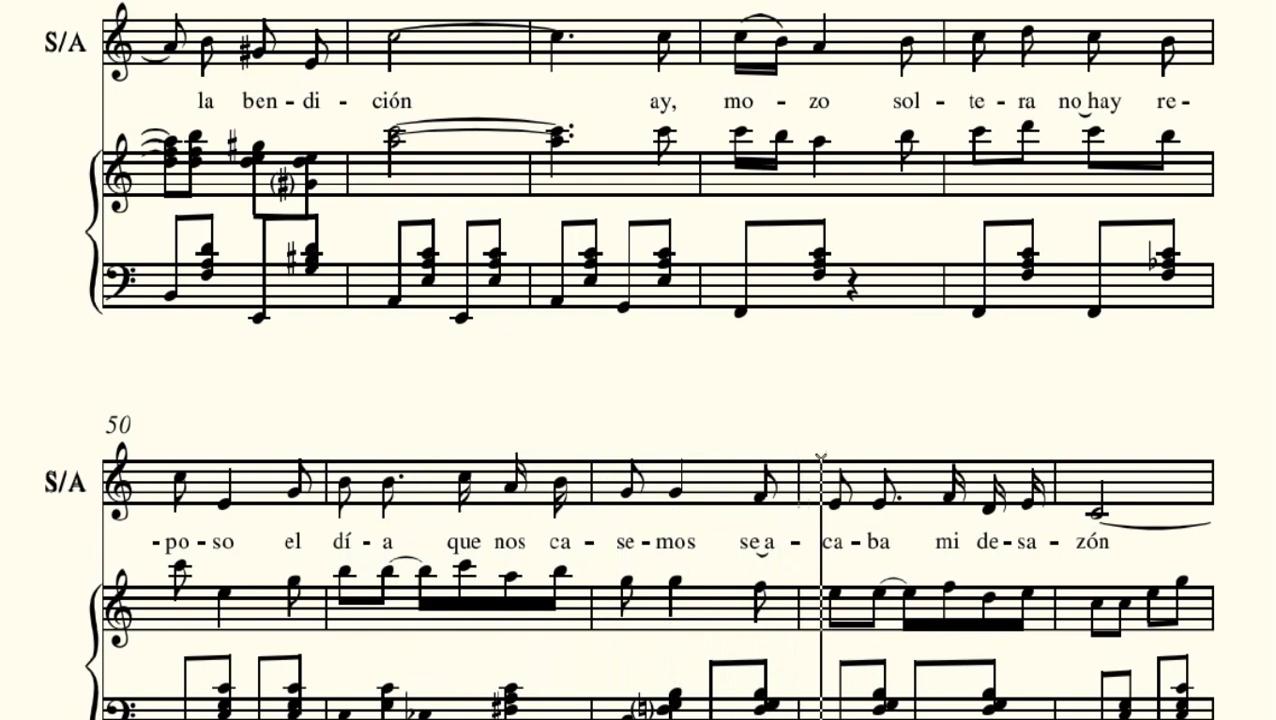 S/A
la ben - di - ción ay, mo - zo sol - te - ra no‿hay re -
50
S/A
- po - so el dí - a que nos ca - se - mos se‿a - ca - ba mi de - sa - zón